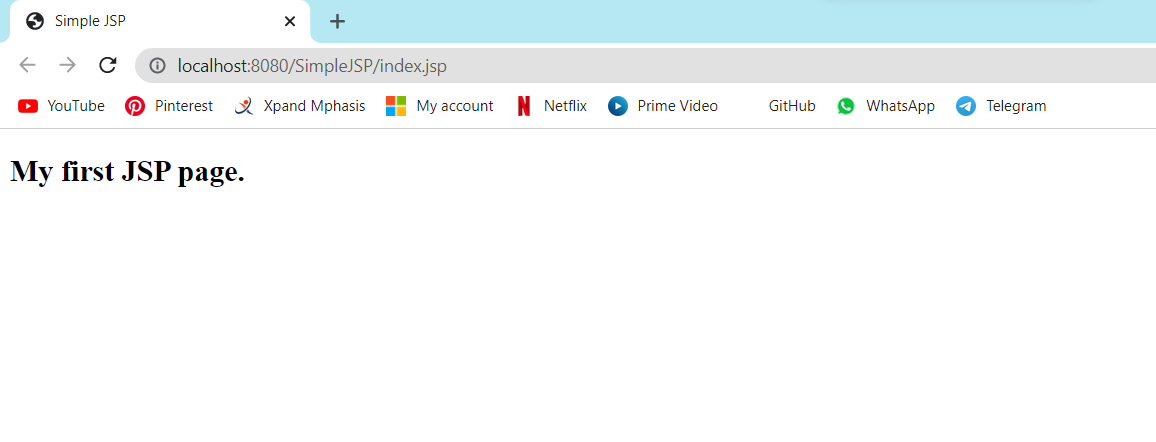 Simple JSP
localhost:8080/SimpleJSP/index.jsp
YouTube Pinterest Xpand Mphasis My account Netflix Prime Video GitHub WhatsApp Telegram
My first JSP page.